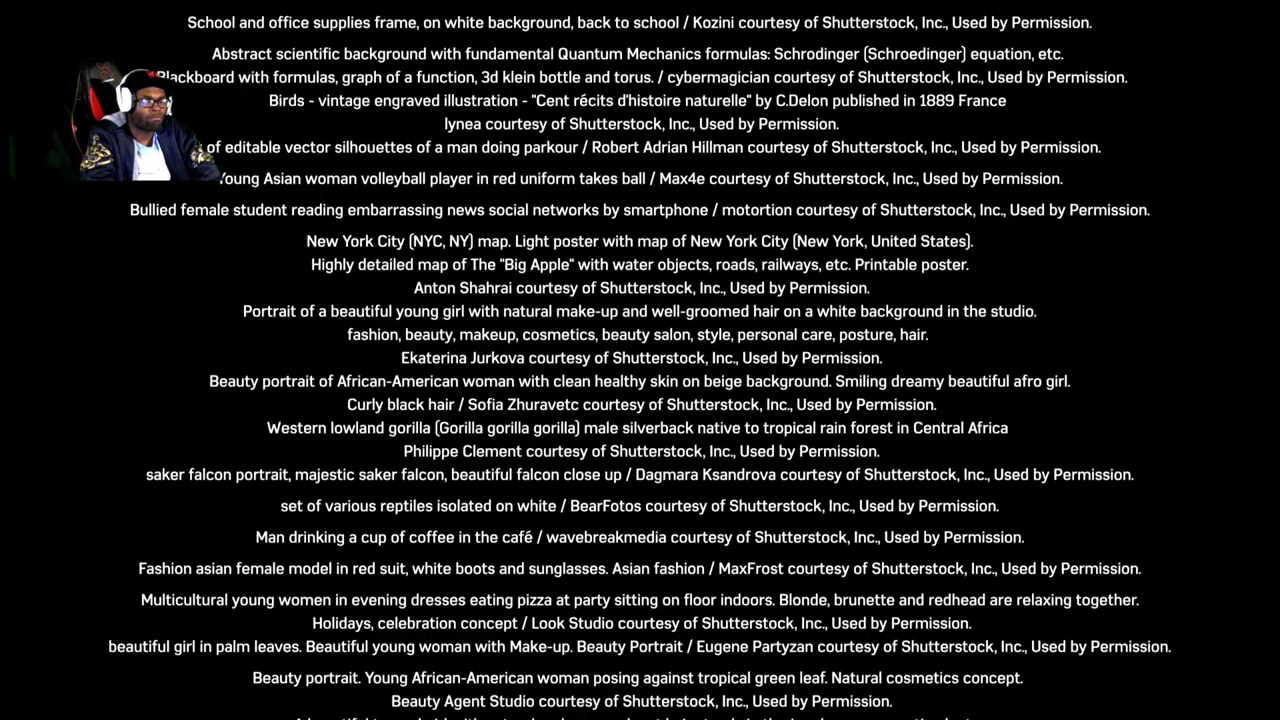 School and office supplies frame, on white background, back to school / Kozini courtesy of Shutterstock, Inc., Used by Permission.
Abstract scientific background with fundamental Quantum Mechanics formulas: Schrodinger (Schroedinger) equation, etc.
Blackboard with formulas, graph of a function, 3d klein bottle and torus. / cybermagician courtesy of Shutterstock, Inc., Used by Permission.
Birds - vintage engraved illustration - "Cent récits d'histoire naturelle" by C.Delon published in 1889 France
lynea courtesy of Shutterstock, Inc., Used by Permission.
of editable vector silhouettes of a man doing parkour / Robert Adrian Hillman courtesy of Shutterstock, Inc., Used by Permission.
Young Asian woman volleyball player in red uniform takes ball / Max4e courtesy of Shutterstock, Inc., Used by Permission.
Bullied female student reading embarrassing news social networks by smartphone / motortion courtesy of Shutterstock, Inc., Used by Permission.
New York City (NYC, NY) map. Light poster with map of New York City (New York, United States).
Highly detailed map of The "Big Apple" with water objects, roads, railways, etc. Printable poster.
Anton Shahrai courtesy of Shutterstock, Inc., Used by Permission.
Portrait of a beautiful young girl with natural make-up and well-groomed hair on a white background in the studio.
fashion, beauty, makeup, cosmetics, beauty salon, style, personal care, posture, hair.
Ekaterina Jurkova courtesy of Shutterstock, Inc., Used by Permission.
Beauty portrait of African-American woman with clean healthy skin on beige background. Smiling dreamy beautiful afro girl.
Curly black hair / Sofia Zhuravetc courtesy of Shutterstock, Inc., Used by Permission.
Western lowland gorilla (Gorilla gorilla gorilla) male silverback native to tropical rain forest in Central Africa
Philippe Clement courtesy of Shutterstock, Inc., Used by Permission.
saker falcon portrait, majestic saker falcon, beautiful falcon close up / Dagmara Ksandrova courtesy of Shutterstock, Inc., Used by Permission.
set of various reptiles isolated on white / BearFotos courtesy of Shutterstock, Inc., Used by Permission.
Man drinking a cup of coffee in the café / wavebreakmedia courtesy of Shutterstock, Inc., Used by Permission.
Fashion asian female model in red suit, white boots and sunglasses. Asian fashion / MaxFrost courtesy of Shutterstock, Inc., Used by Permission.
Multicultural young women in evening dresses eating pizza at party sitting on floor indoors. Blonde, brunette and redhead are relaxing together.
Holidays, celebration concept / Look Studio courtesy of Shutterstock, Inc., Used by Permission.
beautiful girl in palm leaves. Beautiful young woman with Make-up. Beauty Portrait / Eugene Partyzan courtesy of Shutterstock, Inc., Used by Permission.
Beauty portrait. Young African-American woman posing against tropical green leaf. Natural cosmetics concept.
Beauty Agent Studio courtesy of Shutterstock, Inc., Used by Permission.